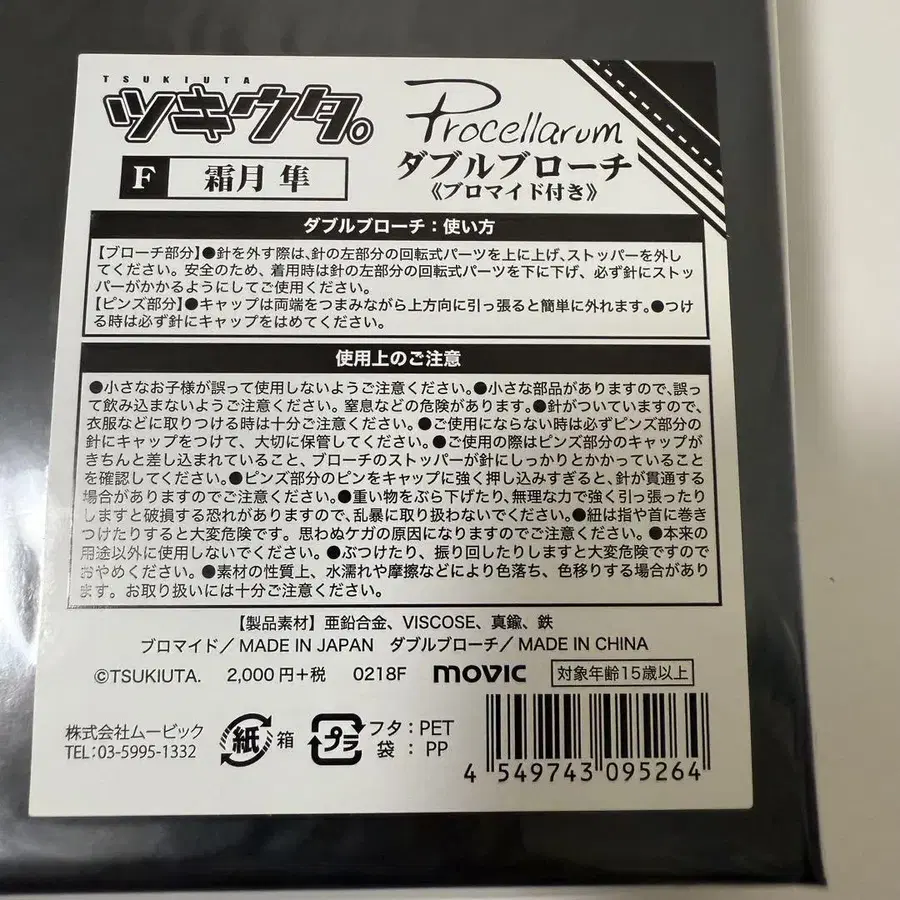 TSUKIUTA
ツキウタ。
Procellarum
F 霜月 隼
ダブルブローチ
《ブロマイド付き》
ダブルブローチ：使い方
【ブローチ部分】●針を外す際は、針の左部分の回転式パーツを上に上げ、ストッパーを外し
てください。安全のため、着用時は針の左部分の回転式パーツを下に下げ、必ず針にストッ
パーがかかるようにしてご使用ください。
【ピンズ部分】●キャップは両端をつまみながら上方向に引っ張ると簡単に外れます。●つけ
る時は必ず針にキャップをはめてください。
使用上のご注意
●小さなお子様が誤って使用しないようご注意ください。●小さな部品がありますので、誤っ
て飲み込まないようご注意ください。窒息などの危険があります。●針がついていますので、
衣服などに取りつける時は十分ご注意ください。●ご使用にならない時は必ずピンズ部分の
針にキャップをつけて、大切に保管してください。●ご使用の際はピンズ部分のキャップが
きちんと差し込まれていること、ブローチのストッパーが針にしっかりとかかっていること
を確認してください。●ピンズ部分のピンをキャップに強く押し込みすぎると、針が貫通する
場合がありますのでご注意ください。●重い物をぶら下げたり、無理な力で強く引っ張ったり
しますと破損する恐れがありますので、乱暴に取り扱わないでください。●紐は指や首に巻き
つけたりすると大変危険です。思わぬケガの原因になりますのでご注意ください。●本来の
用途以外に使用しないでください。●ぶつけたり、振り回したりしますと大変危険ですので
おやめください。●素材の性質上、水濡れや摩擦などにより色落ち、色移りする場合があり
ます。お取り扱いには十分ご注意ください。
【製品素材】亜鉛合金、VISCOSE、真鍮、鉄
ブロマイド／MADE IN JAPAN ダブルブローチ／MADE IN CHINA
©TSUKIUTA. 2,000円+税 0218F movic 対象年齢15歳以上
株式会社ムービック
TEL：03-5995-1332
紙 箱
プラ フタ：PET
袋：PP
4 549743 095264